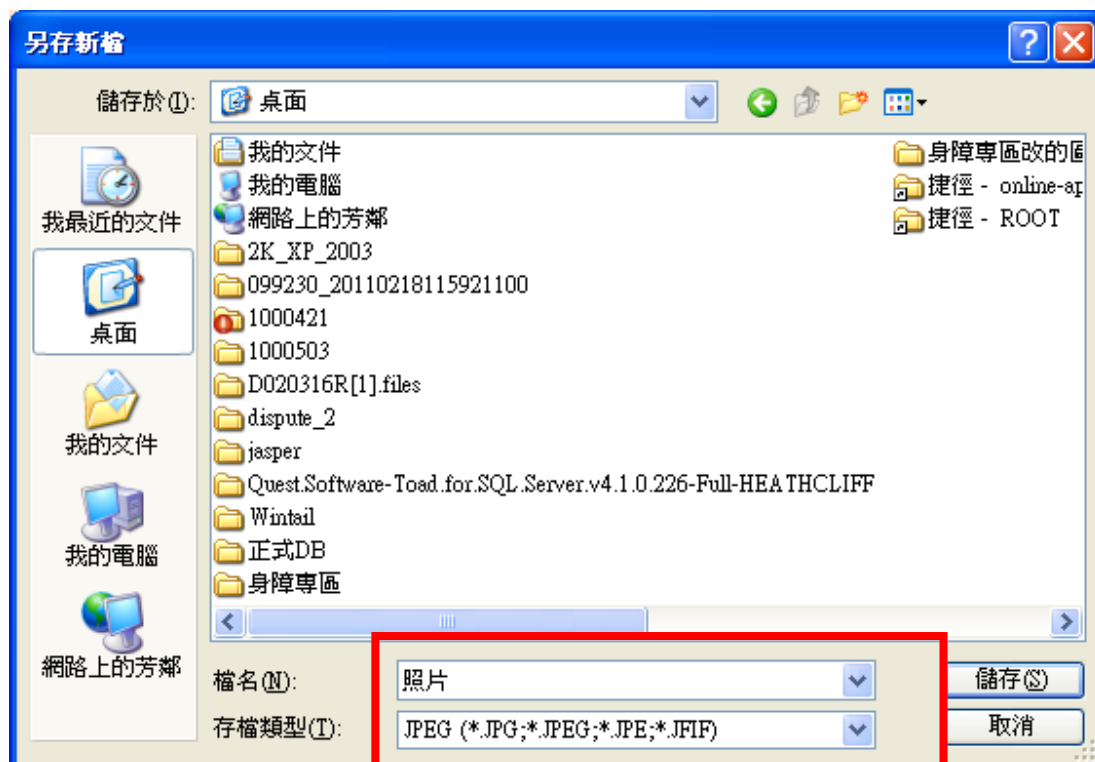 另存新檔
儲存於(I):
桌面
我最近的文件
桌面
我的文件
我的電腦
網路上的芳鄰
我的文件
我的電腦
網路上的芳鄰
2K_XP_2003
099230_20110218115921100
1000421
1000503
D020316R[1].files
dispute_2
jasper
Quest.Software-Toad.for.SQL.Server.v4.1.0.226-Full-HEATHCLIFF
Wintail
正式DB
身障專區
身障專區改的
捷徑 - online-ap
捷徑 - ROOT
檔名(N):
照片
儲存(S)
存檔類型(T):
JPEG (*.JPG;*.JPEG;*.JPE;*.JFIF)
取消